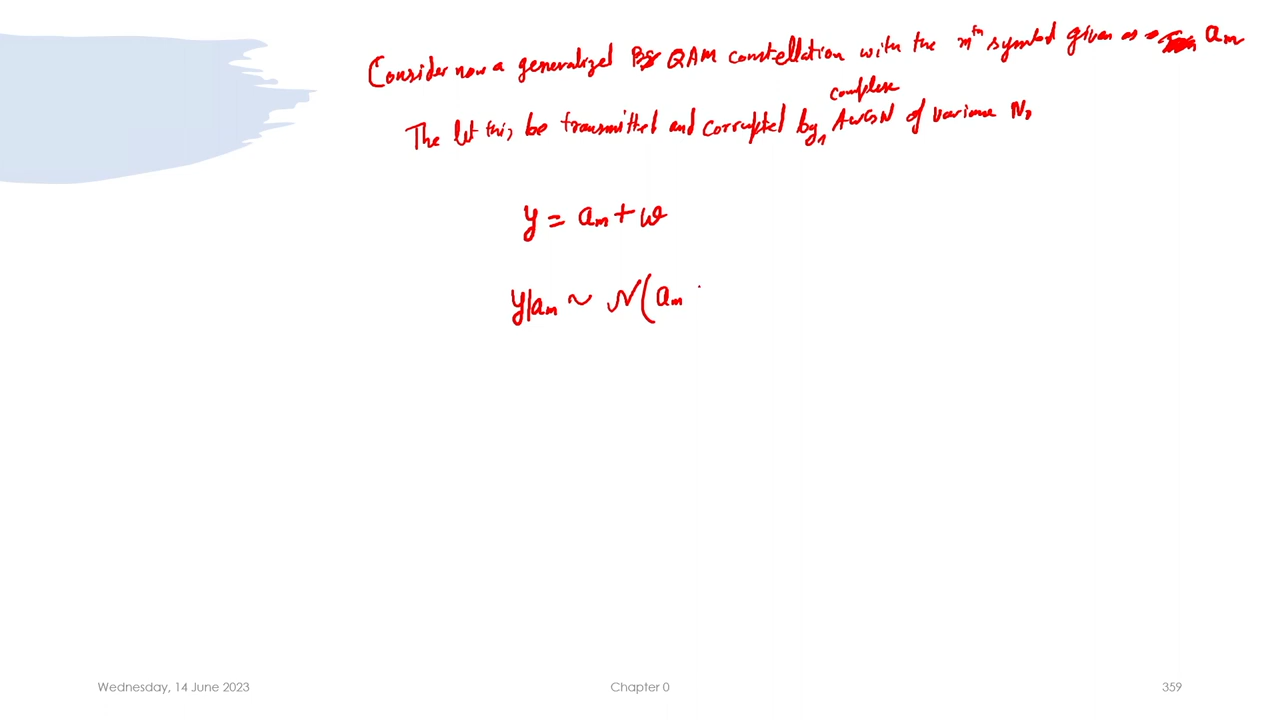 Consider now a generalized QAM constellation with the mth symbol given as am
The let this be transmitted and corrupted by complex AWGN of variance N0
y = am + w
y|am ~ N(am
Wednesday, 14 June 2023 Chapter 0 359